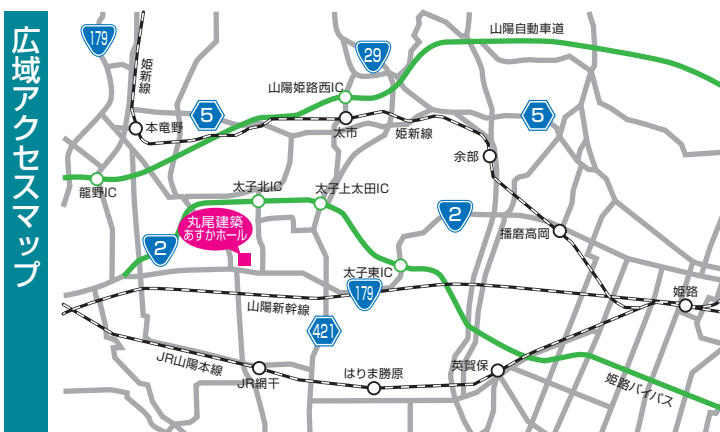 広域アクセスマップ
179
姫新線
29
山陽自動車道
山陽姫路西IC
5
5
本竜野
太市
姫新線
余部
龍野IC
太子北IC
太子上太田IC
2
丸尾建築
あすかホール
播磨高岡
2
太子東IC
179
姫路
山陽新幹線
421
JR山陽本線
JR網干
はりま勝原
英賀保
姫路バイパス